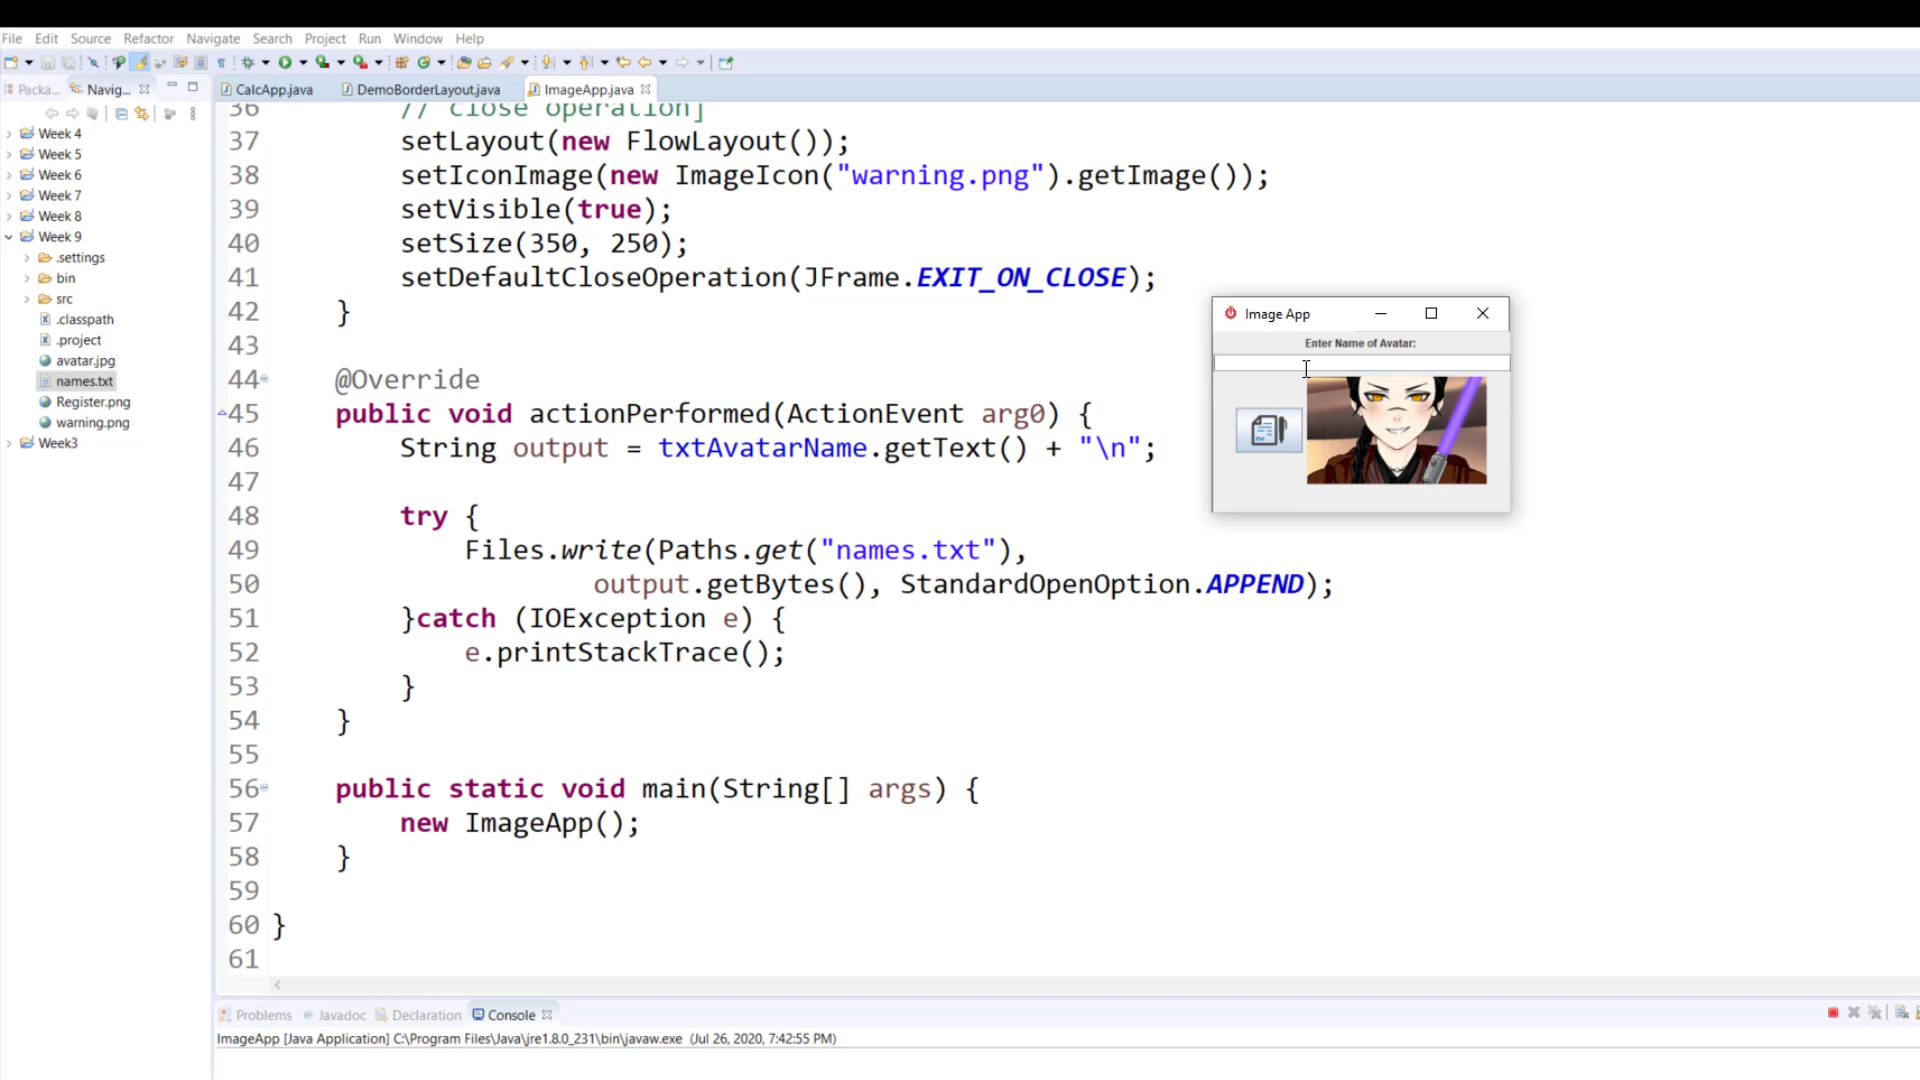 File Edit Source Refactor Navigate Search Project Run Window Help
Packa... Navig... CalcApp.java DemoBorderLayout.java ImageApp.java
Week 4
Week 5
Week 6
Week 7
Week 8
Week 9
.settings
bin
src
.classpath
.project
avatar.jpg
names.txt
Register.png
warning.png
Week3
36 // close operation]
37 setLayout(new FlowLayout());
38 setIconImage(new ImageIcon("warning.png").getImage());
39 setVisible(true);
40 setSize(350, 250);
41 setDefaultCloseOperation(JFrame.EXIT_ON_CLOSE);
42 }
43
44 @Override
45 public void actionPerformed(ActionEvent arg0) {
46 String output = txtAvatarName.getText() + "\n";
47
48 try {
49 Files.write(Paths.get("names.txt"),
50 output.getBytes(), StandardOpenOption.APPEND);
51 }catch (IOException e) {
52 e.printStackTrace();
53 }
54 }
55
56 public static void main(String[] args) {
57 new ImageApp();
58 }
59
60 }
61
Image App
Enter Name of Avatar:
Problems Javadoc Declaration Console
ImageApp [Java Application] C:\Program Files\Java\jre1.8.0_231\bin\javaw.exe (Jul 26, 2020, 7:42:55 PM)